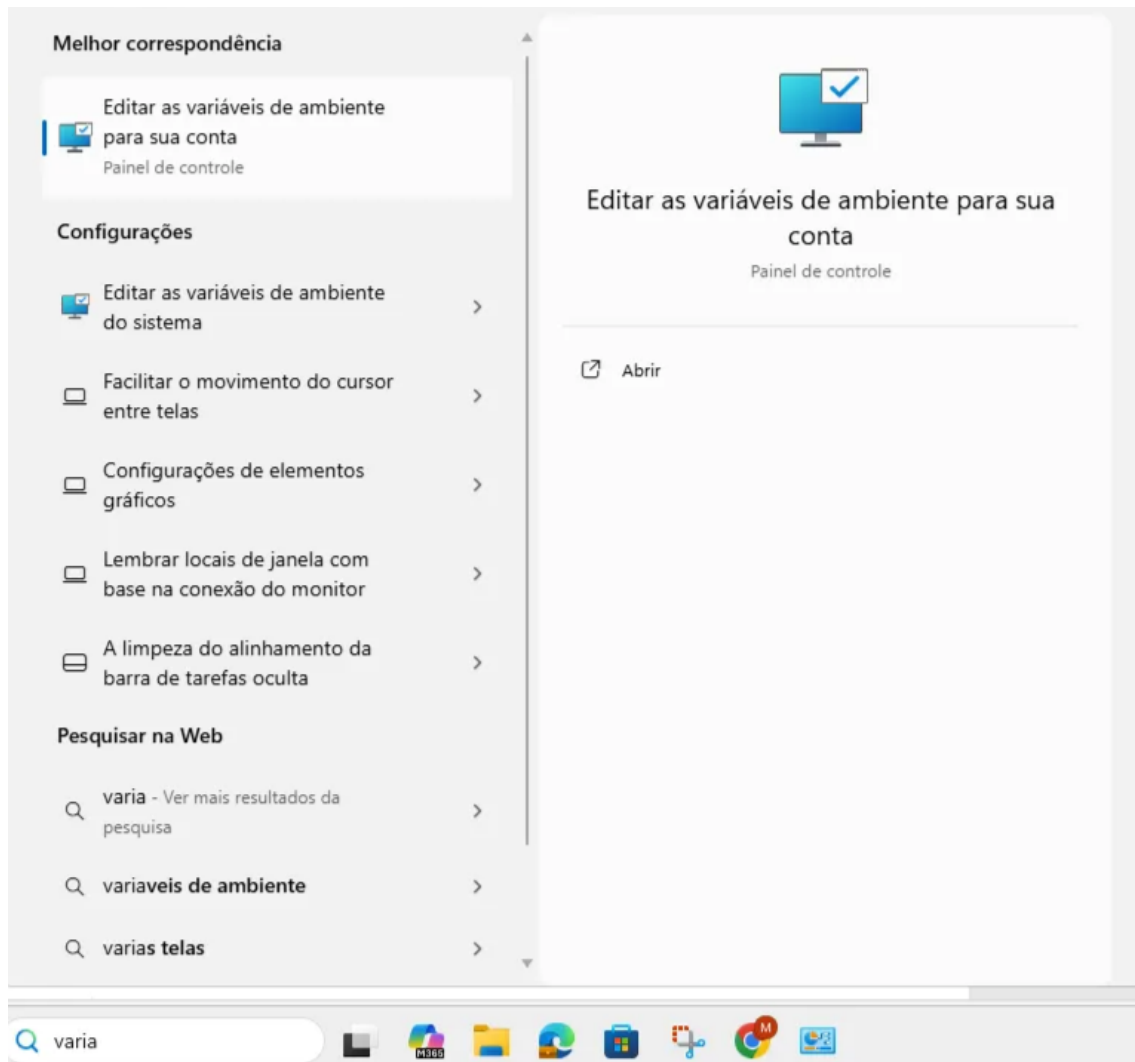 Melhor correspondência
Editar as variáveis de ambiente
para sua conta
Painel de controle
Configurações
Editar as variáveis de ambiente
do sistema
Facilitar o movimento do cursor
entre telas
Configurações de elementos
gráficos
Lembrar locais de janela com
base na conexão do monitor
A limpeza do alinhamento da
barra de tarefas oculta
Pesquisar na Web
varia - Ver mais resultados da
pesquisa
variaveis de ambiente
varias telas
Editar as variáveis de ambiente para sua
conta
Painel de controle
Abrir
varia
M365
M